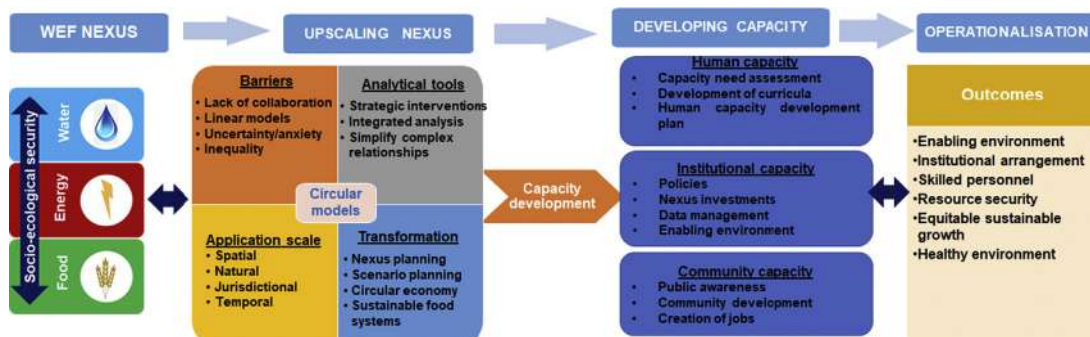 WEF NEXUS
UPSCALING NEXUS
DEVELOPING CAPACITY
OPERATIONALISATION
Socio-ecological security
Water
Energy
Food
Barriers
• Lack of collaboration
• Linear models
• Uncertainty/anxiety
• Inequality
Analytical tools
• Strategic interventions
• Integrated analysis
• Simplify complex
relationships
Circular
models
Application scale
• Spatial
• Natural
• Jurisdictional
• Temporal
Transformation
• Nexus planning
• Scenario planning
• Circular economy
• Sustainable food
systems
Capacity
development
Human capacity
• Capacity need assessment
• Development of curricula
• Human capacity development
plan
Institutional capacity
• Policies
• Nexus investments
• Data management
• Enabling environment
Community capacity
• Public awareness
• Community development
• Creation of jobs
Outcomes
•Enabling environment
•Institutional arrangement
•Skilled personnel
•Resource security
•Equitable sustainable
growth
•Healthy environment